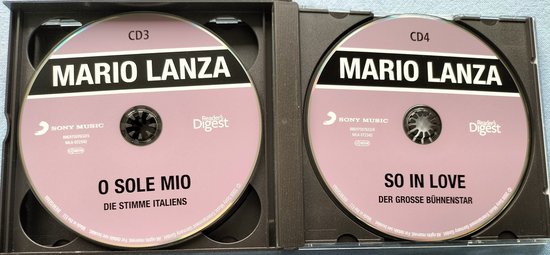 CD3
MARIO LANZA
SONY MUSIC
Reader's
Digest
O SOLE MIO
DIE STIMME ITALIENS
CD4
MARIO LANZA
SONY MUSIC
Reader's
Digest
SO IN LOVE
DER GROSSE BÜHNENSTAR